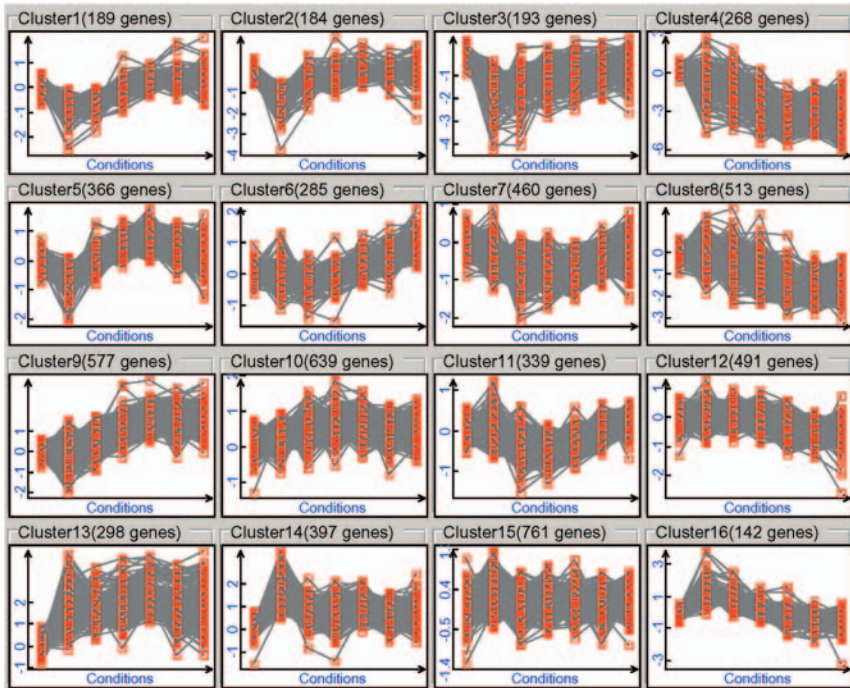 Cluster1(189 genes)
Cluster2(184 genes)
Cluster3(193 genes)
Cluster4(268 genes)
1
0
-1
-2
Conditions
1
0
-1
-2
-3
-4
Conditions
-1
-2
-3
-4
Conditions
0
-3
-6
Conditions
Cluster5(366 genes)
Cluster6(285 genes)
Cluster7(460 genes)
Cluster8(513 genes)
1
0
-1
-2
Conditions
2
1
0
-1
Conditions
1
0
-1
-2
Conditions
1
0
-1
-2
-3
Conditions
Cluster9(577 genes)
Cluster10(639 genes)
Cluster11(339 genes)
Cluster12(491 genes)
1
0
-1
-2
Conditions
2
1
0
-1
Conditions
1
0
-1
Conditions
1
0
-1
-2
Conditions
Cluster13(298 genes)
Cluster14(397 genes)
Cluster15(761 genes)
Cluster16(142 genes)
2
1
0
-1
Conditions
2
1
0
-1
Conditions
0.4
-0.5
-1.4
Conditions
3
1
0
-1
-3
Conditions